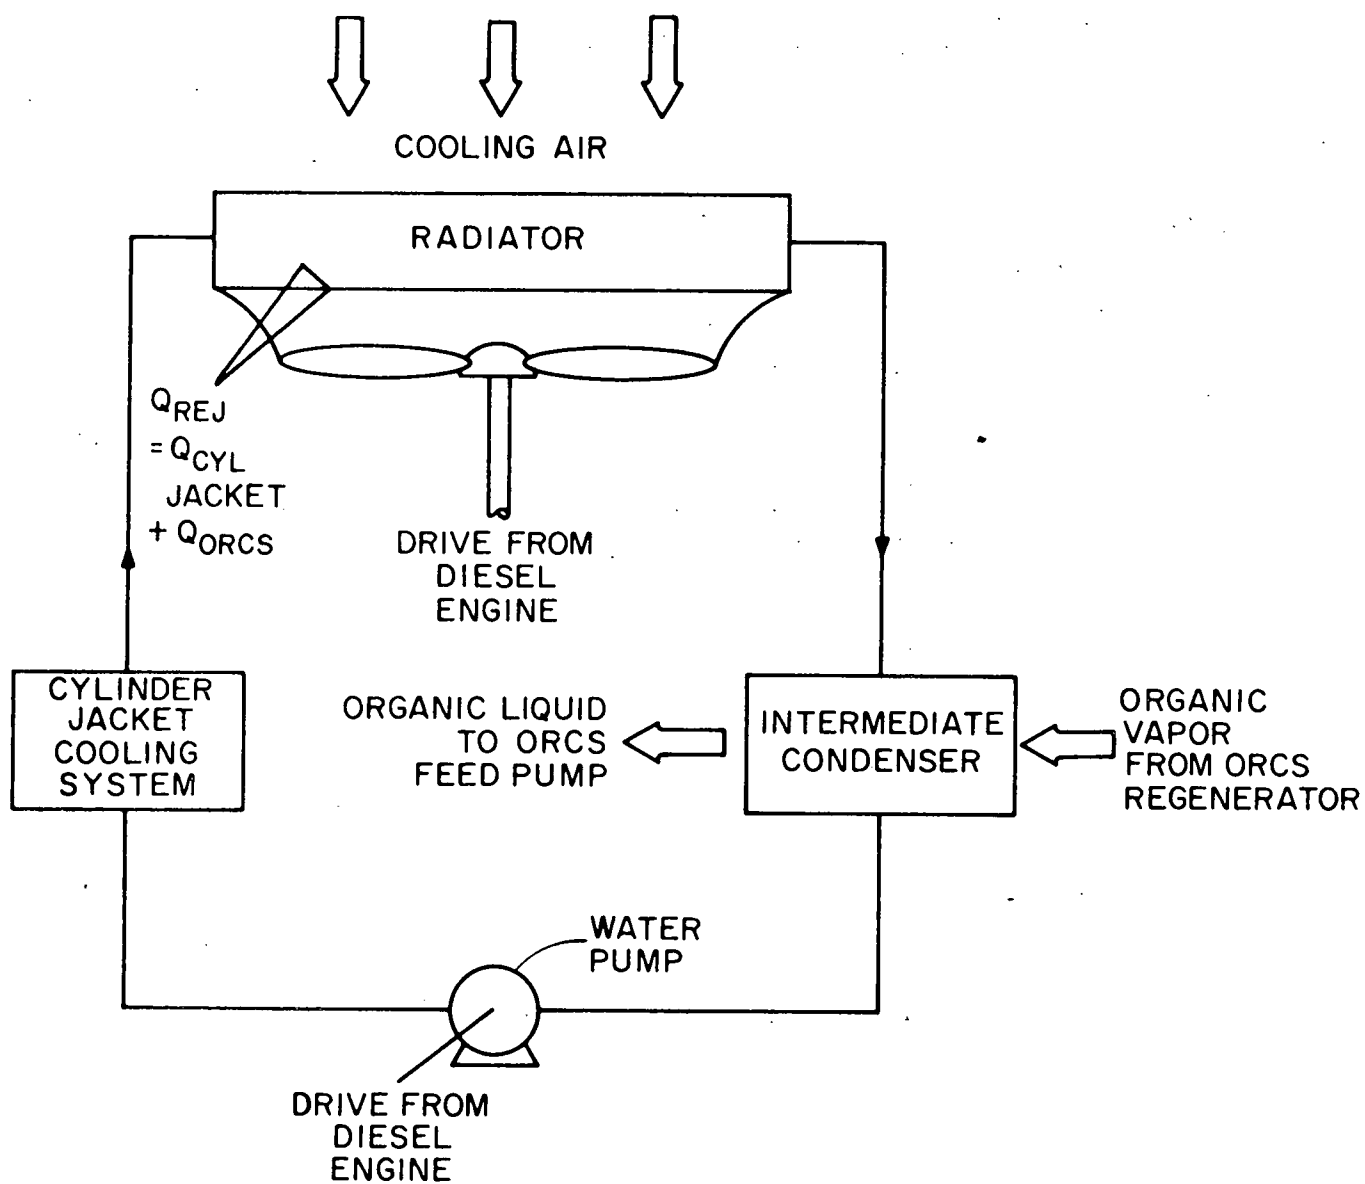 COOLING AIR
RADIATOR
QREJ
= QCYL
JACKET
+ QORCS
DRIVE FROM
DIESEL
ENGINE
CYLINDER
JACKET
COOLING
SYSTEM
ORGANIC LIQUID
TO ORCS
FEED PUMP
INTERMEDIATE
CONDENSER
ORGANIC
VAPOR
FROM ORCS
REGENERATOR
WATER
PUMP
DRIVE FROM
DIESEL
ENGINE